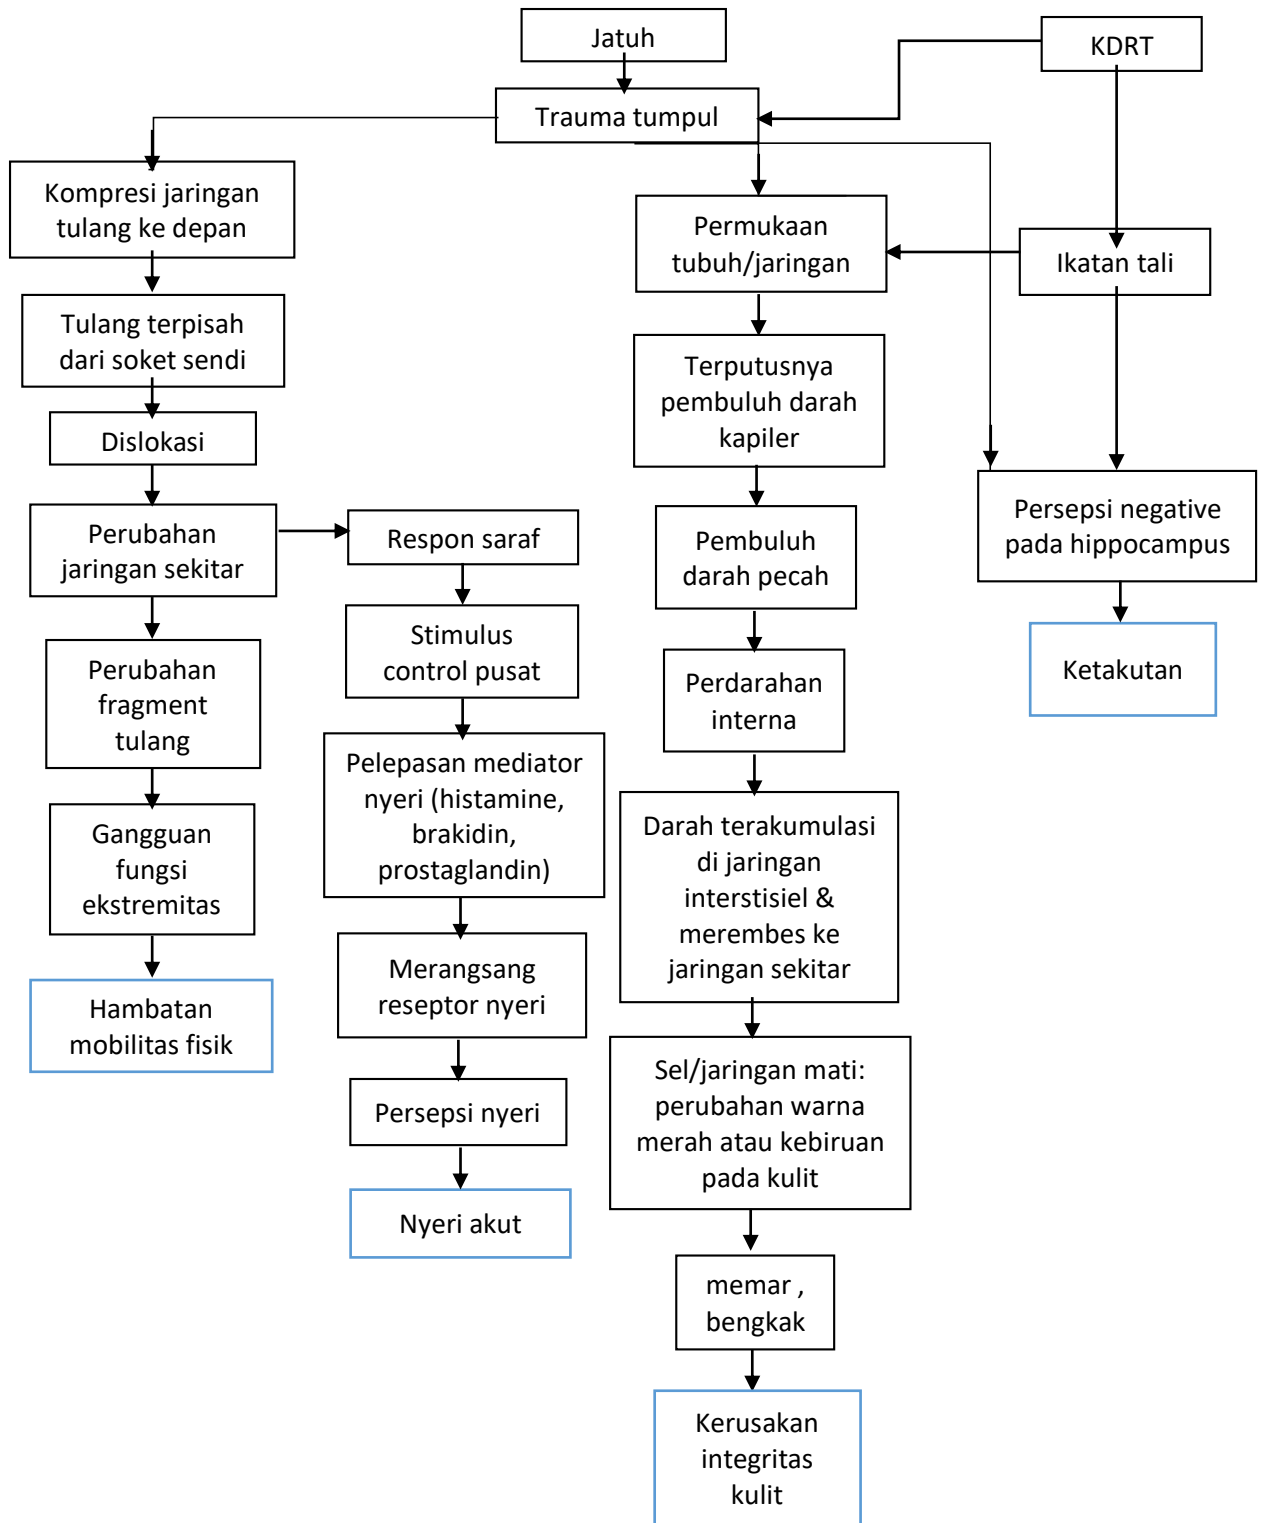 Jatuh
KDRT
Trauma tumpul
Kompresi jaringan
tulang ke depan
Permukaan
tubuh/jaringan
Ikatan tali
Tulang terpisah
dari soket sendi
Terputusnya
pembuluh darah
kapiler
Dislokasi
Perubahan
jaringan sekitar
Respon saraf
Pembuluh
darah pecah
Persepsi negative
pada hippocampus
Stimulus
control pusat
Perubahan
fragment
tulang
Perdarahan
interna
Ketakutan
Pelepasan mediator
nyeri (histamine,
brakidin,
prostaglandin)
Gangguan
fungsi
ekstremitas
Darah terakumulasi
di jaringan
interstisiel &
merembes ke
jaringan sekitar
Merangsang
reseptor nyeri
Hambatan
mobilitas fisik
Sel/jaringan mati:
perubahan warna
merah atau kebiruan
pada kulit
Persepsi nyeri
Nyeri akut
memar ,
bengkak
Kerusakan
integritas
kulit